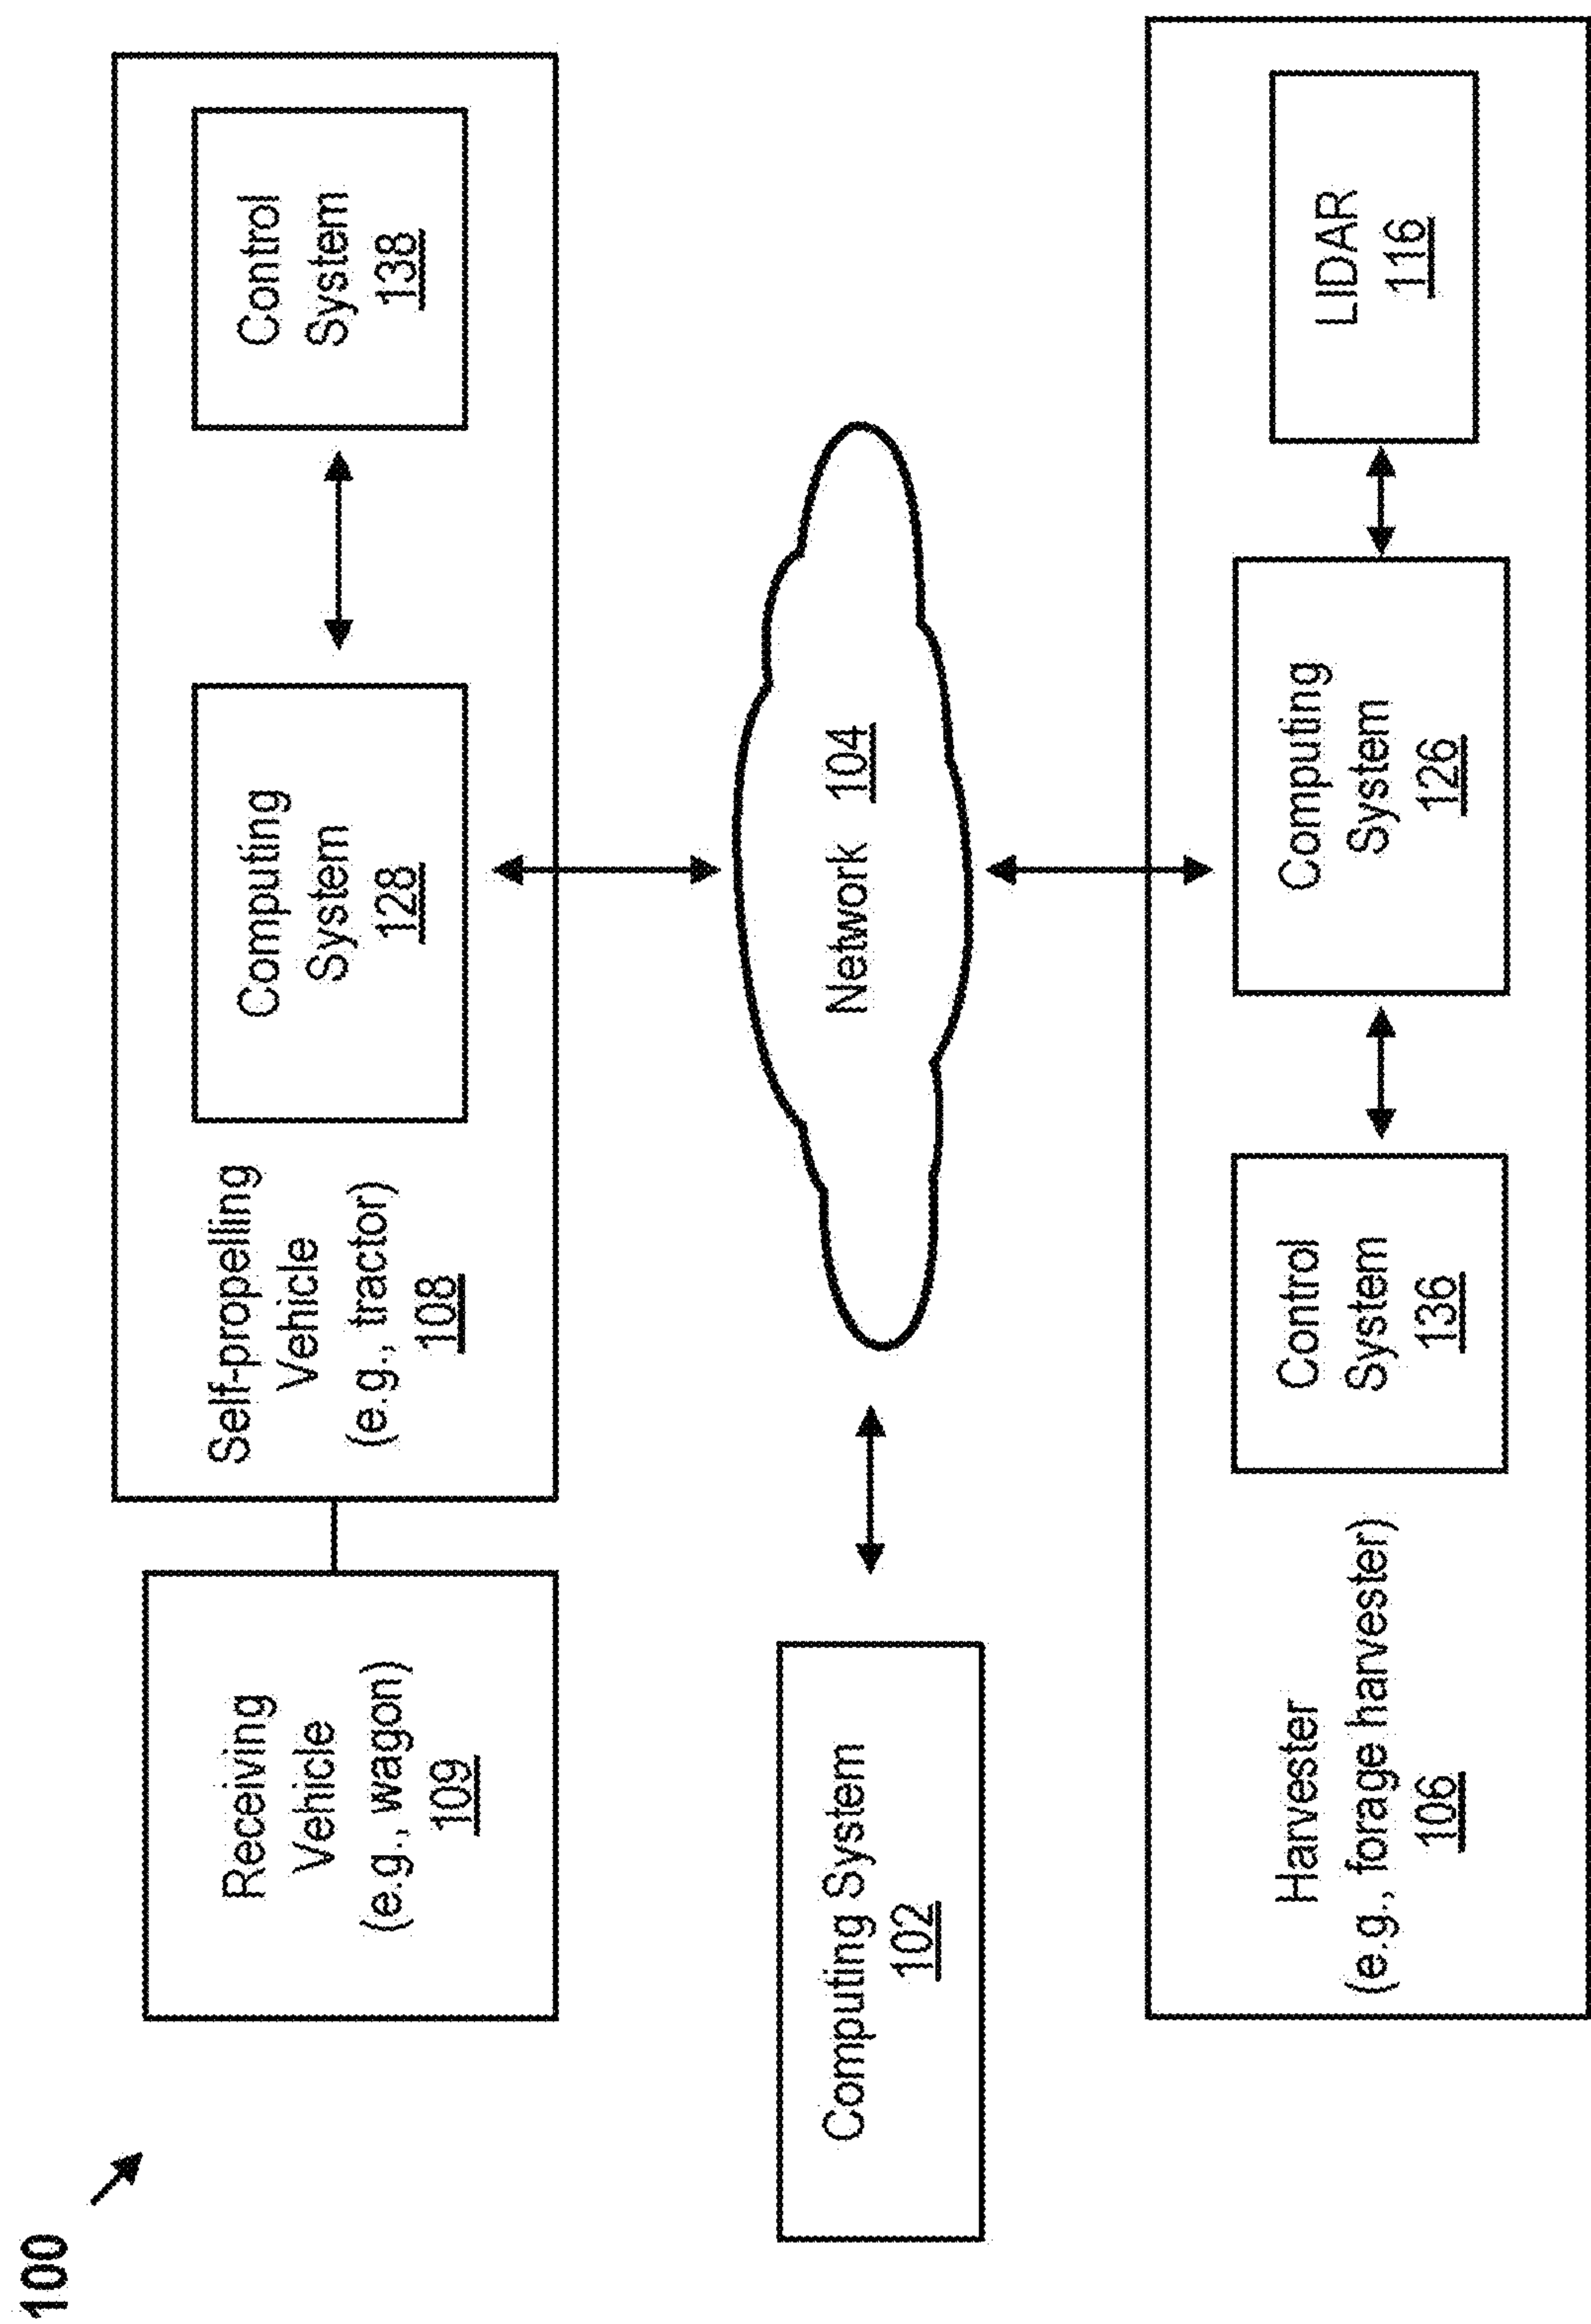 100
Receiving
Vehicle
(e.g., wagon)
109
Self-propelling
Vehicle
(e.g., tractor)
108
Computing
System
128
Control
System
138
Computing System
102
Network 104
Harvester
(e.g., forage harvester)
106
Control
System
136
Computing
System
126
LIDAR
116